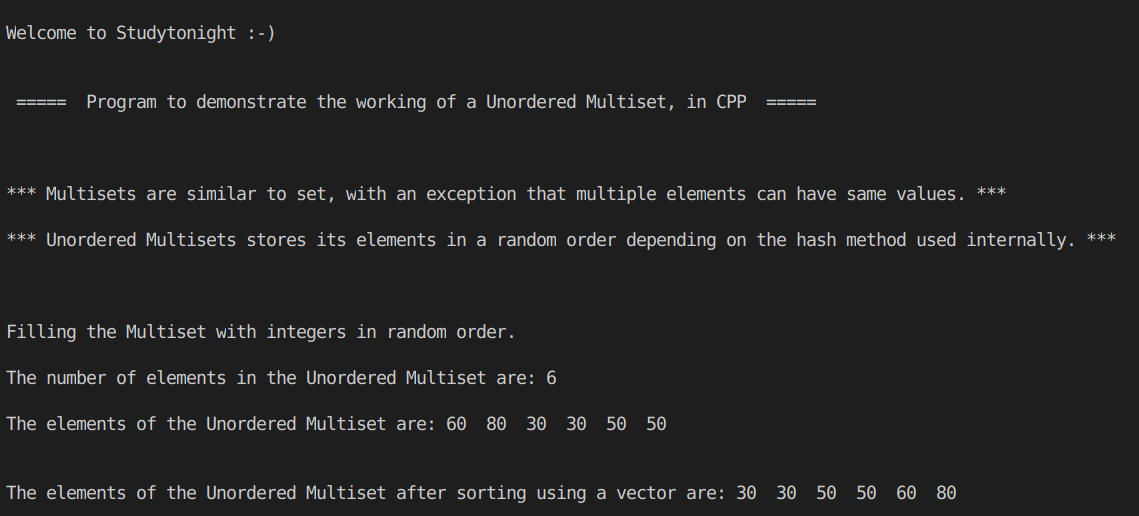 Welcome to Studytonight :-)
===== Program to demonstrate the working of a Unordered Multiset, in CPP =====
*** Multisets are similar to set, with an exception that multiple elements can have same values. ***
*** Unordered Multisets stores its elements in a random order depending on the hash method used internally. ***
Filling the Multiset with integers in random order.
The number of elements in the Unordered Multiset are: 6
The elements of the Unordered Multiset are: 60 80 30 30 50 50
The elements of the Unordered Multiset after sorting using a vector are: 30 30 50 50 60 80